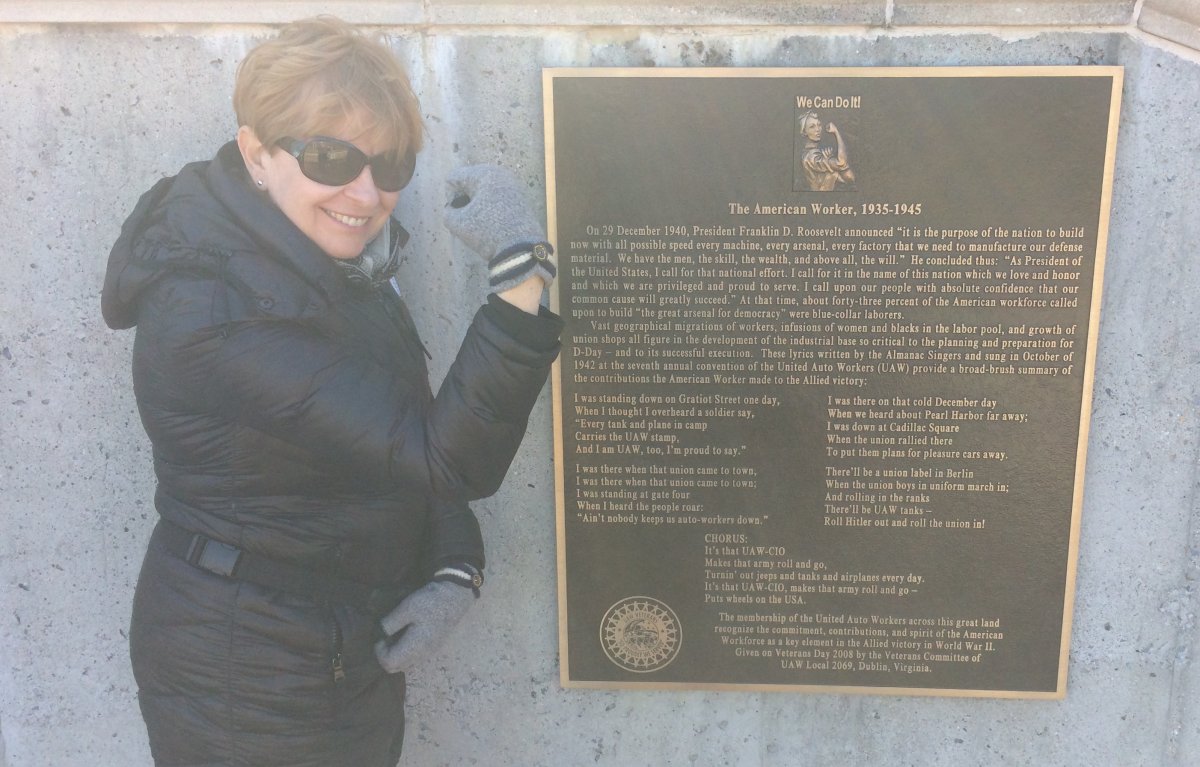 We Can Do It!
The American Worker, 1935-1945
On 29 December 1940, President Franklin D. Roosevelt announced "it is the purpose of the nation to build
now with all possible speed every machine, every arsenal, every factory that we need to manufacture our defense
material. We have the men, the skill, the wealth, and above all, the will." He concluded thus: "As President of
the United States, I call for that national effort. I call for it in the name of this nation which we love and honor
and which we are privileged and proud to serve. I call upon our people with absolute confidence that our
common cause will greatly succeed." At that time, about forty-three percent of the American workforce called
upon to build "the great arsenal for democracy" were blue-collar laborers.
Vast geographical migrations of workers, infusions of women and blacks in the labor pool, and growth of
union shops all figure in the development of the industrial base so critical to the planning and preparation for
D-Day – and to its successful execution. These lyrics written by the Almanac Singers and sung in October of
1942 at the seventh annual convention of the United Auto Workers (UAW) provide a broad-brush summary of
the contributions the American Worker made to the Allied victory:
I was standing down on Gratiot Street one day,
When I thought I overheard a soldier say,
"Every tank and plane in camp
Carries the UAW stamp,
And I am UAW, too, I'm proud to say."
I was there when that union came to town,
I was there when that union came to town;
I was standing at gate four
When I heard the people roar:
"Ain't nobody keeps us auto-workers down."
I was there on that cold December day
When we heard about Pearl Harbor far away;
I was down at Cadillac Square
When the union rallied there
To put them plans for pleasure cars away.
There'll be a union label in Berlin
When the union boys in uniform march in;
And rolling in the ranks
There'll be UAW tanks –
Roll Hitler out and roll the union in!
CHORUS:
It's that UAW-CIO
Makes that army roll and go,
Turnin' out jeeps and tanks and airplanes every day.
It's that UAW-CIO, makes that army roll and go –
Puts wheels on the USA.
The membership of the United Auto Workers across this great land
recognize the commitment, contributions, and spirit of the American
Workforce as a key element in the Allied victory in World War II.
Given on Veterans Day 2008 by the Veterans Committee of
UAW Local 2069, Dublin, Virginia.